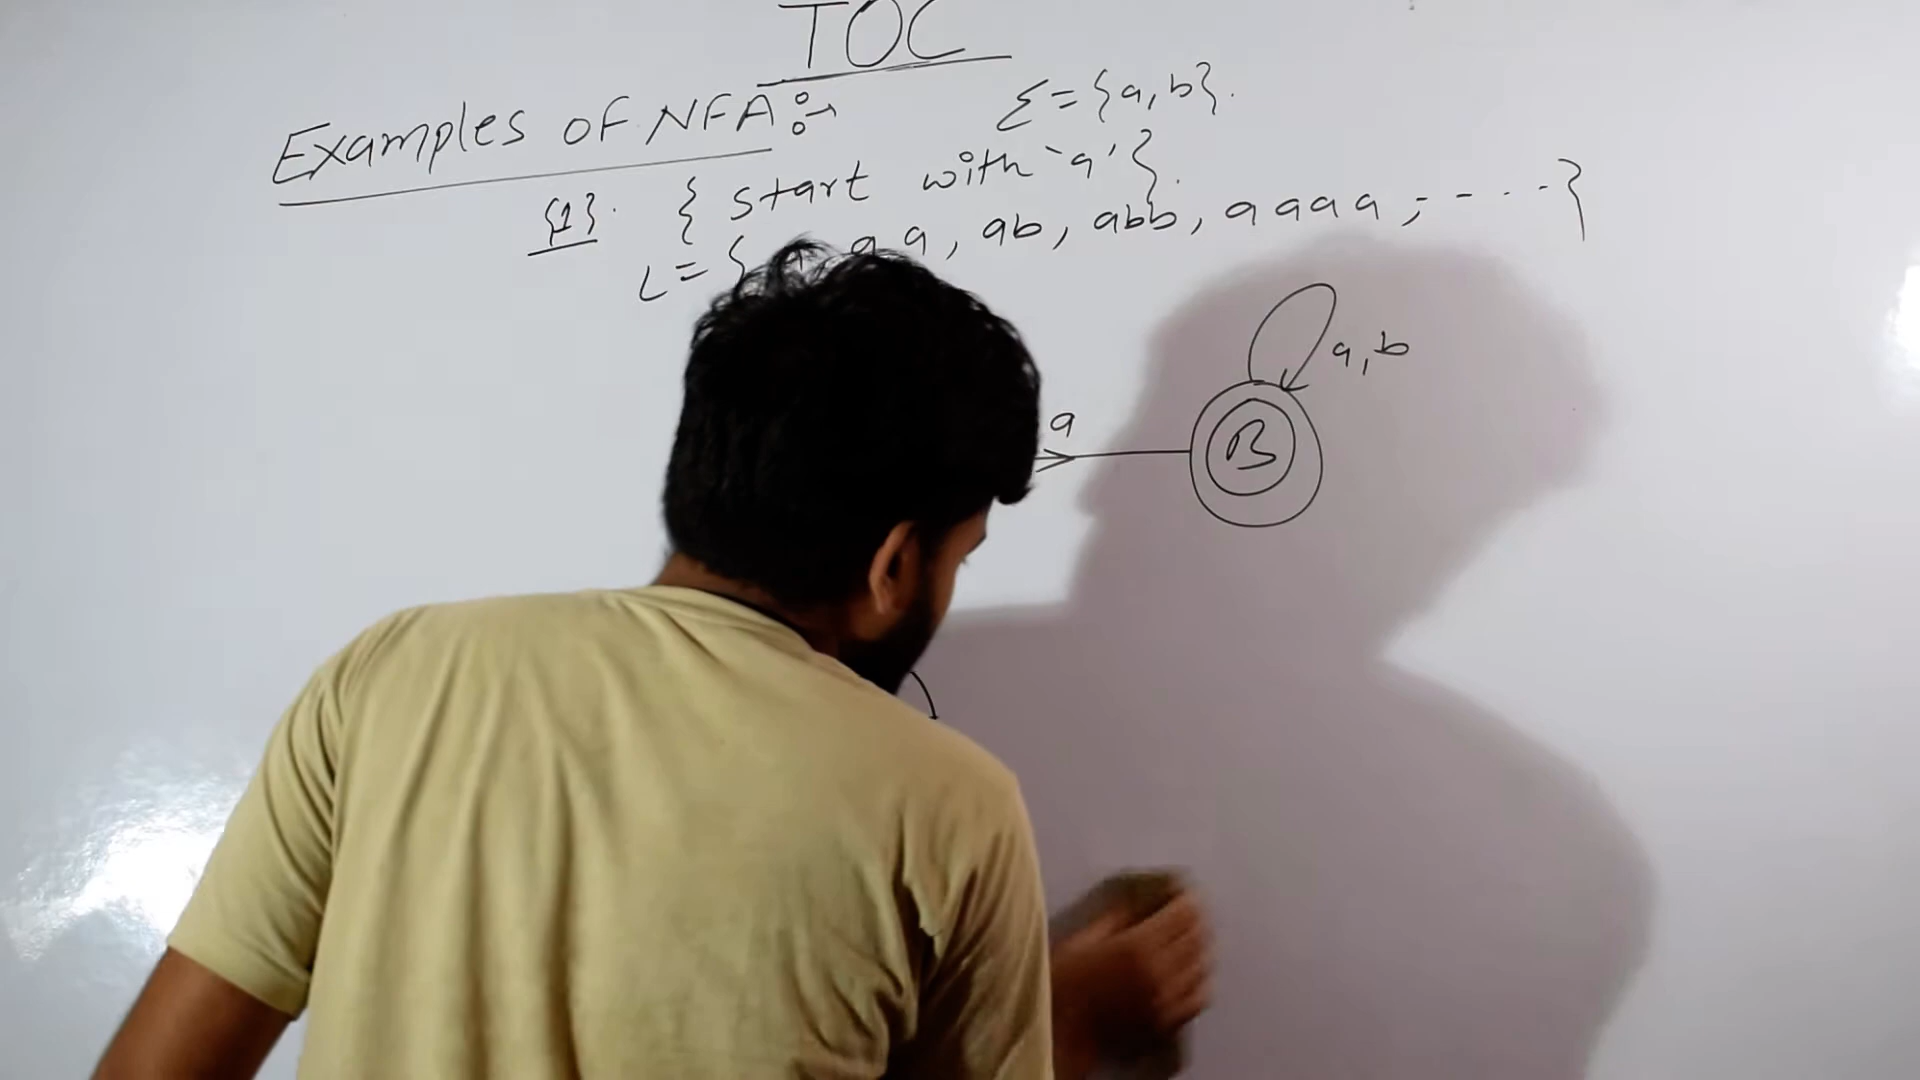 TOC
Examples of NFA:→
Σ={a,b}.
{1}. { start with 'a' }.
L={ a, aa, ab, abb, aaaa, - - - - }
a,b
a
B